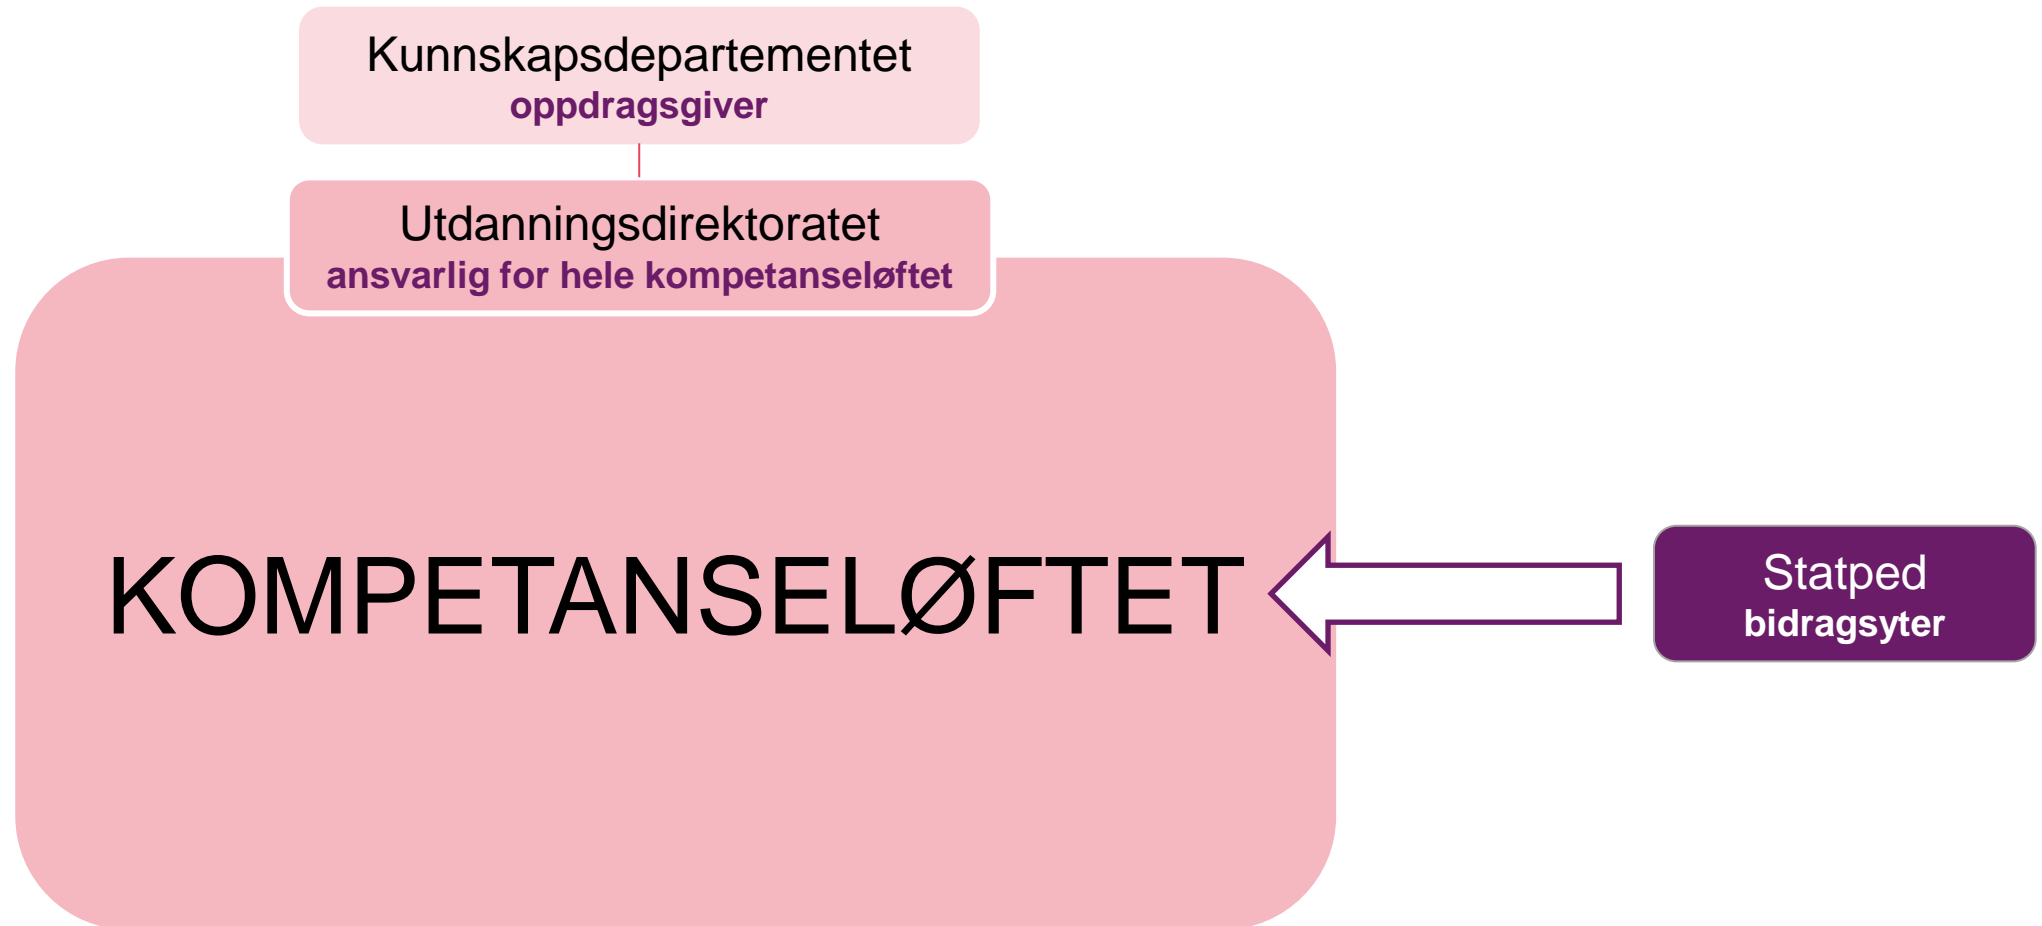 Kunnskapsdepartementet
oppdragsgiver
Utdanningsdirektoratet
ansvarlig for hele kompetanseløftet
KOMPETANSELØFTET
Statped
bidragsyter